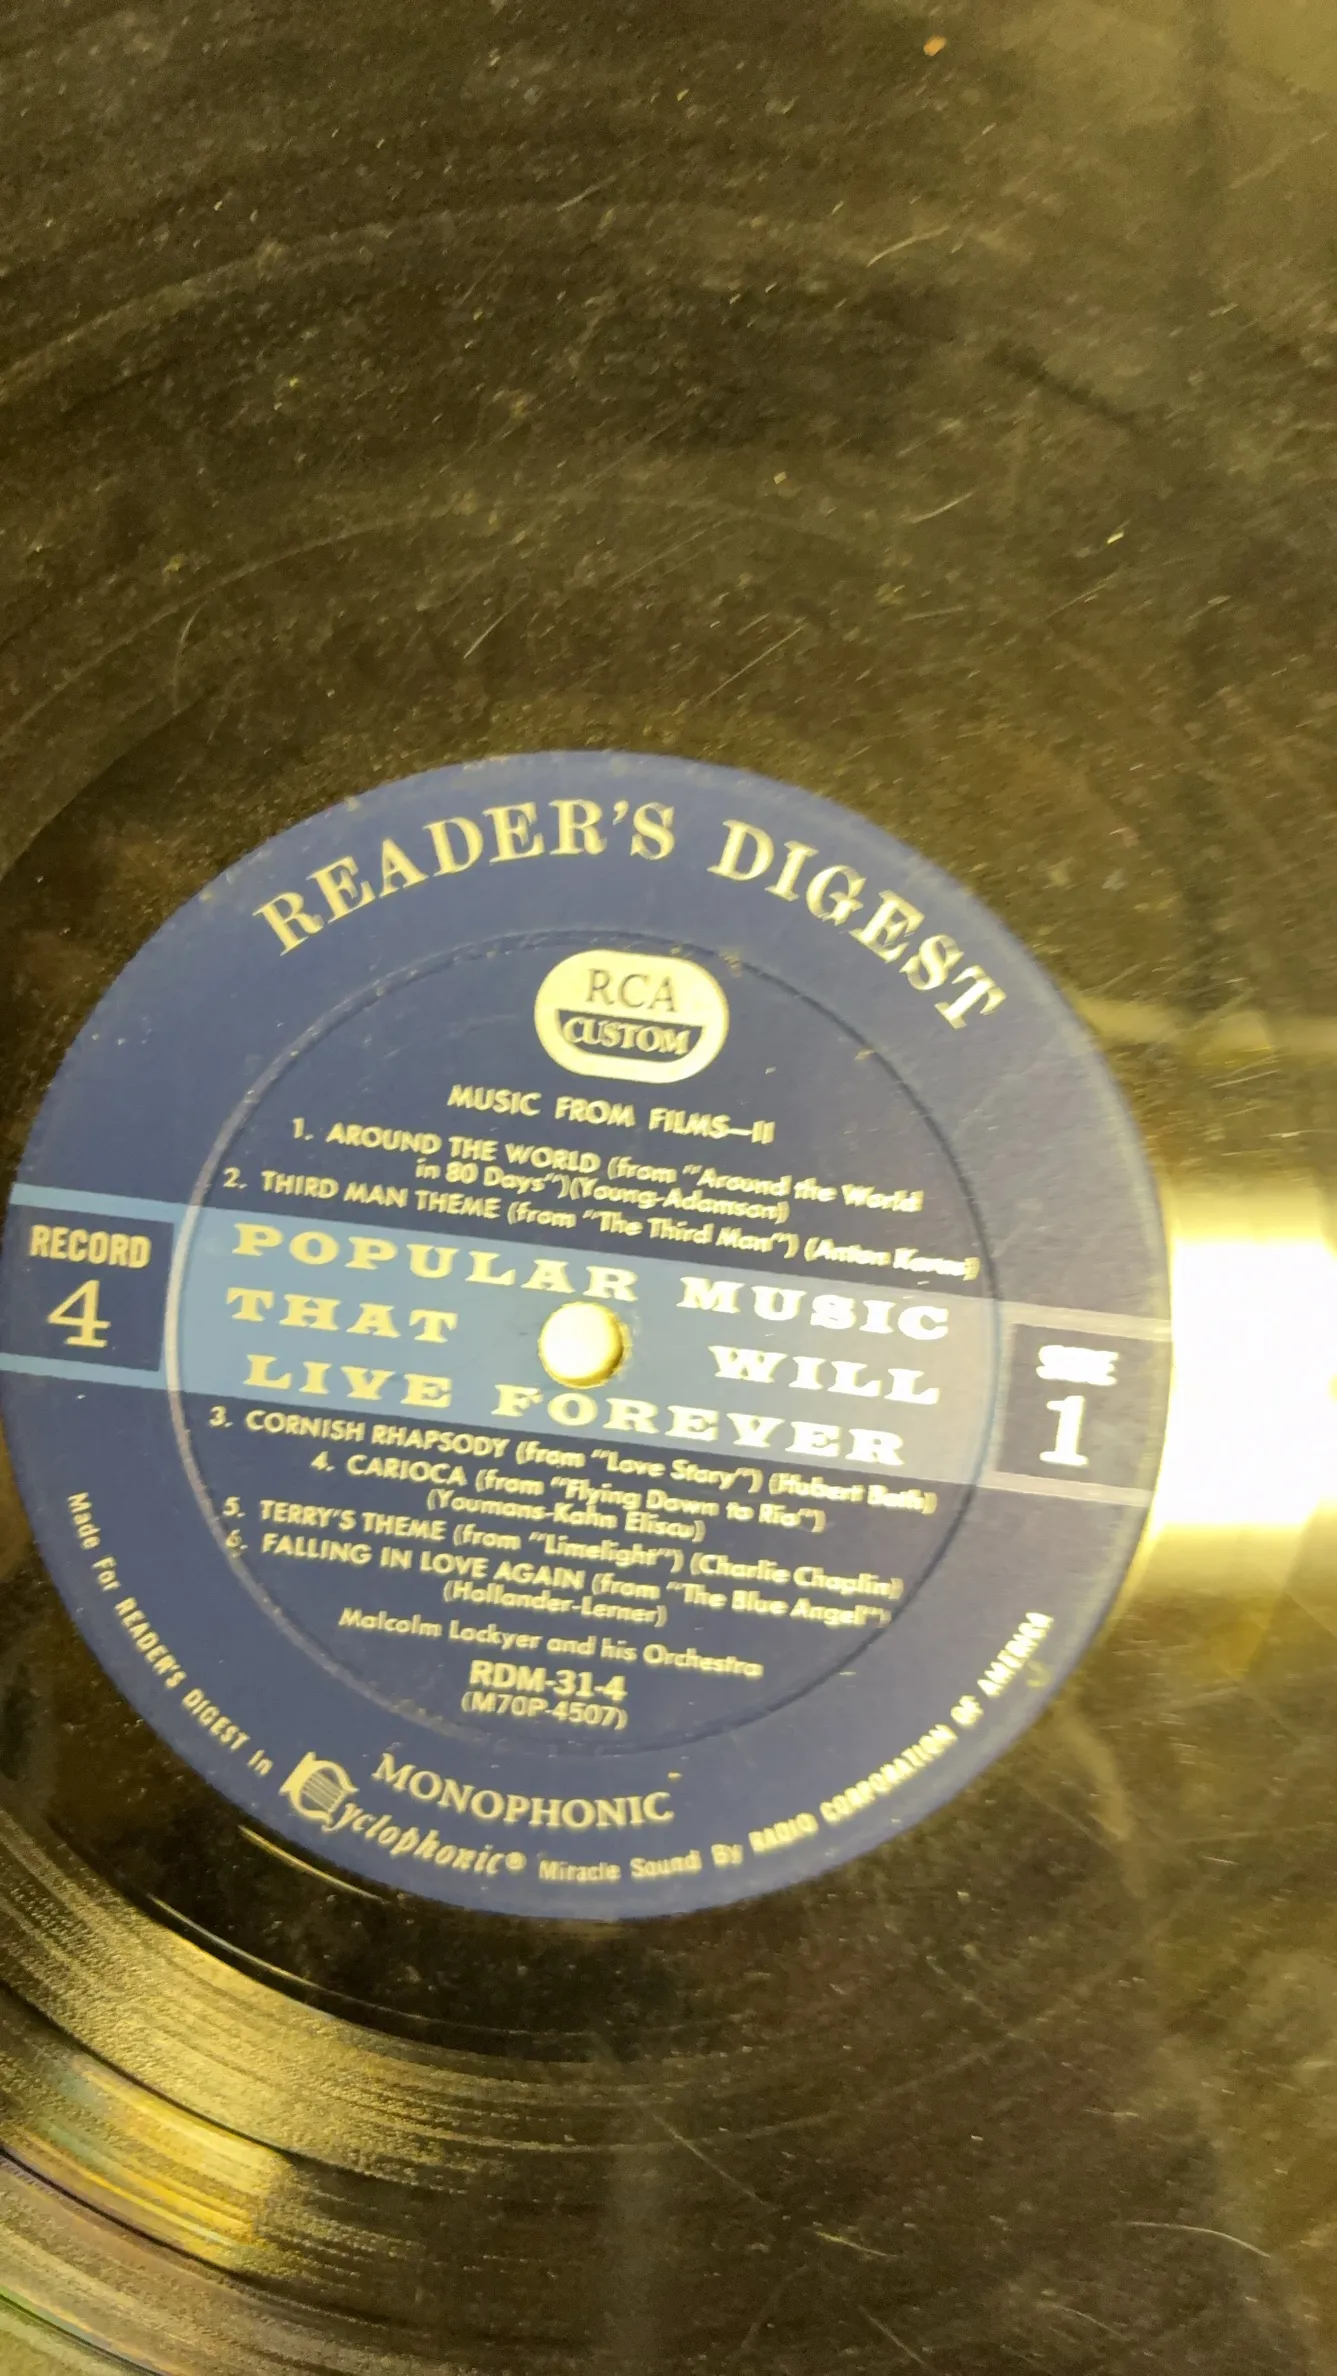 READER'S DIGEST
RCA
CUSTOM
MUSIC FROM FILMS—II
1. AROUND THE WORLD (from "Around the World
in 80 Days")(Young-Adamson)
2. THIRD MAN THEME (from "The Third Man") (Anton Karas)
RECORD
4
POPULAR MUSIC
THAT WILL
LIVE FOREVER
SIDE
1
3. CORNISH RHAPSODY (from "Love Story") (Hubert Bath)
4. CARIOCA (from "Flying Down to Rio")
(Youmans-Kahn Eliscu)
5. TERRY'S THEME (from "Limelight") (Charlie Chaplin)
6. FALLING IN LOVE AGAIN (from "The Blue Angel")
(Hollander-Lerner)
Malcolm Lockyer and his Orchestra
RDM-31-4
(M70P-4507)
MONOPHONIC
Made For READER'S DIGEST In Cyclophonic® Miracle Sound By RADIO CORPORATION OF AMERICA